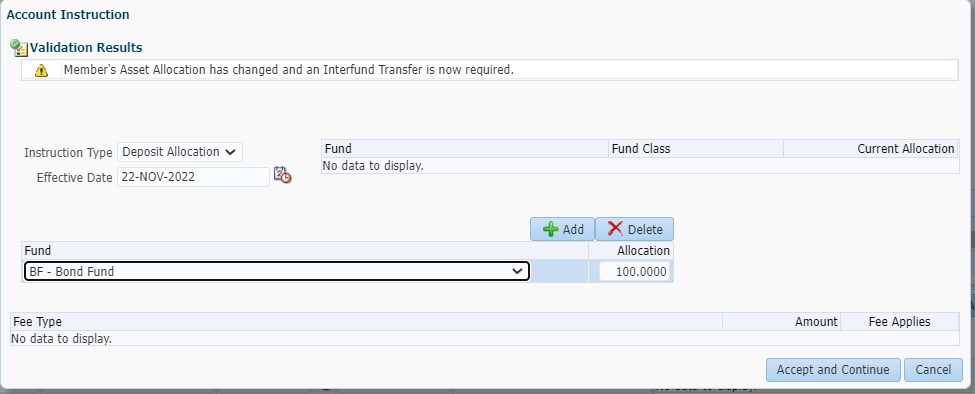 Account Instruction
Validation Results
Member's Asset Allocation has changed and an Interfund Transfer is now required.
Instruction Type Deposit Allocation
Effective Date 22-NOV-2022
Fund Fund Class Current Allocation
No data to display.
Add Delete
Fund Allocation
BF - Bond Fund 100.0000
Fee Type Amount Fee Applies
No data to display.
Accept and Continue Cancel